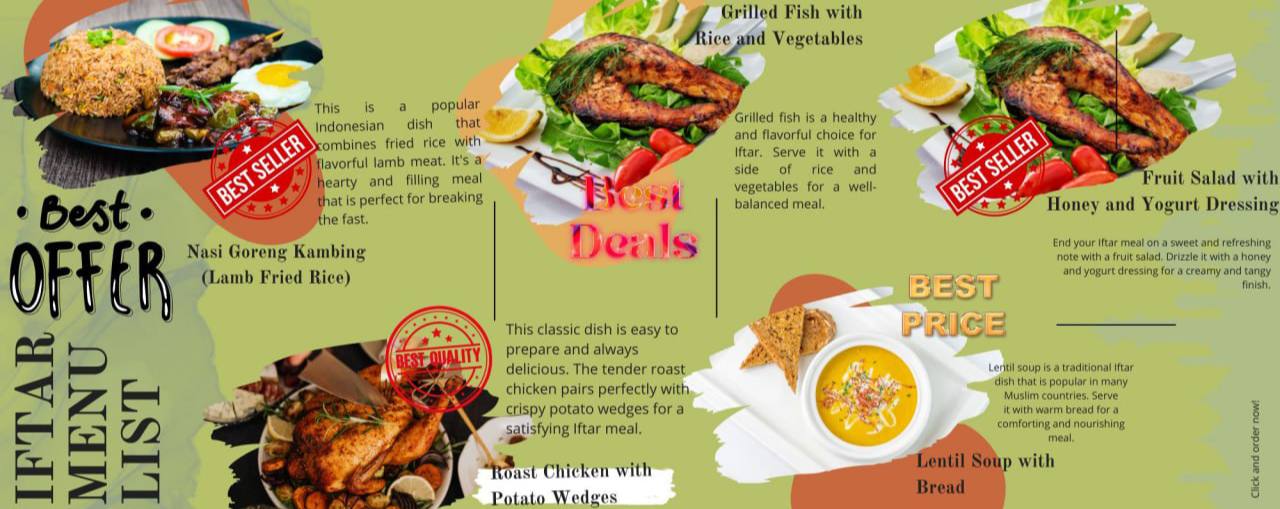 • Best •
OFFER
IFTAR
MENU
LIST
BEST SELLER
Nasi Goreng Kambing
(Lamb Fried Rice)
This is a popular
Indonesian dish that
combines fried rice with
flavorful lamb meat. It's a
hearty and filling meal
that is perfect for breaking
the fast.
BEST QUALITY
This classic dish is easy to
prepare and always
delicious. The tender roast
chicken pairs perfectly with
crispy potato wedges for a
satisfying Iftar meal.
Roast Chicken with
Potato Wedges
Grilled Fish with
Rice and Vegetables
Best
Deals
Grilled fish is a healthy
and flavorful choice for
Iftar. Serve it with a
side of rice and
vegetables for a well-
balanced meal.
BEST SELLER
Fruit Salad with
Honey and Yogurt Dressing
End your Iftar meal on a sweet and refreshing
note with a fruit salad. Drizzle it with a honey
and yogurt dressing for a creamy and tangy
finish.
BEST
PRICE
Lentil soup is a traditional Iftar
dish that is popular in many
Muslim countries. Serve
it with warm bread for a
comforting and nourishing
meal.
Lentil Soup with
Bread
Click and order now!